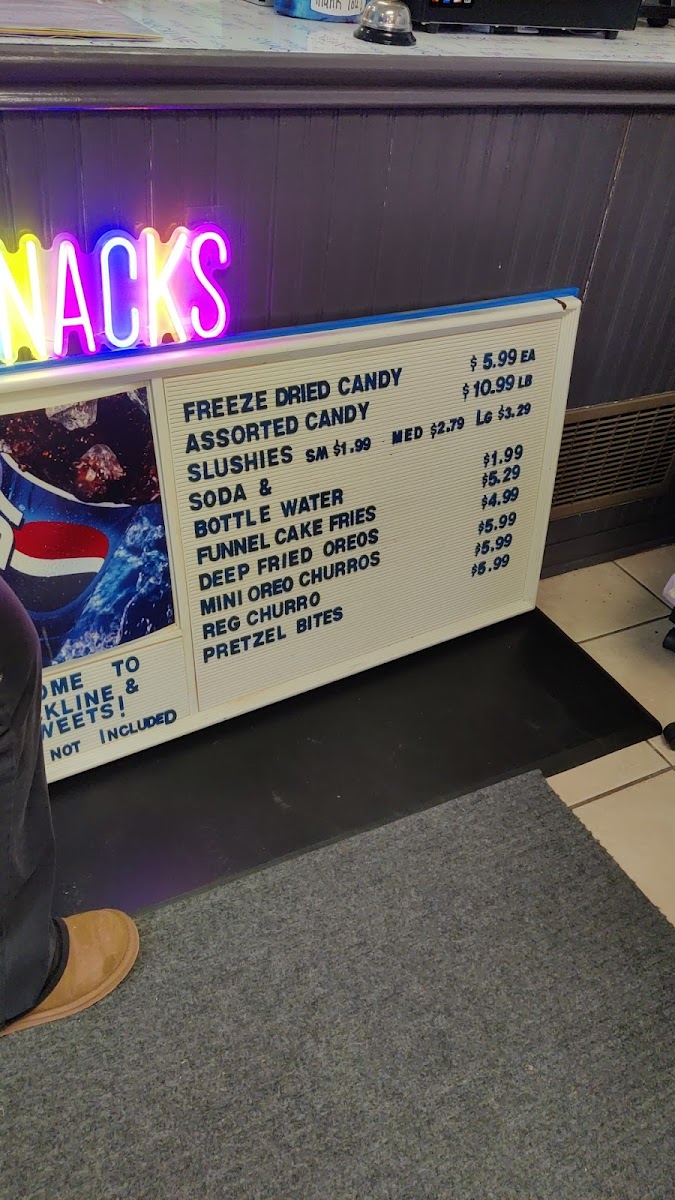 Thank You
NACKS
FREEZE DRIED CANDY $5.99 EA
ASSORTED CANDY $10.99 LB
SLUSHIES SM $1.99 MED $2.79 LG $3.29
SODA &
BOTTLE WATER $1.99
FUNNEL CAKE FRIES $5.29
DEEP FRIED OREOS $4.99
MINI OREO CHURROS $5.99
REG CHURRO $5.99
PRETZEL BITES $5.99
OME TO
KLINE &
WEETS!
NOT INCLUDED